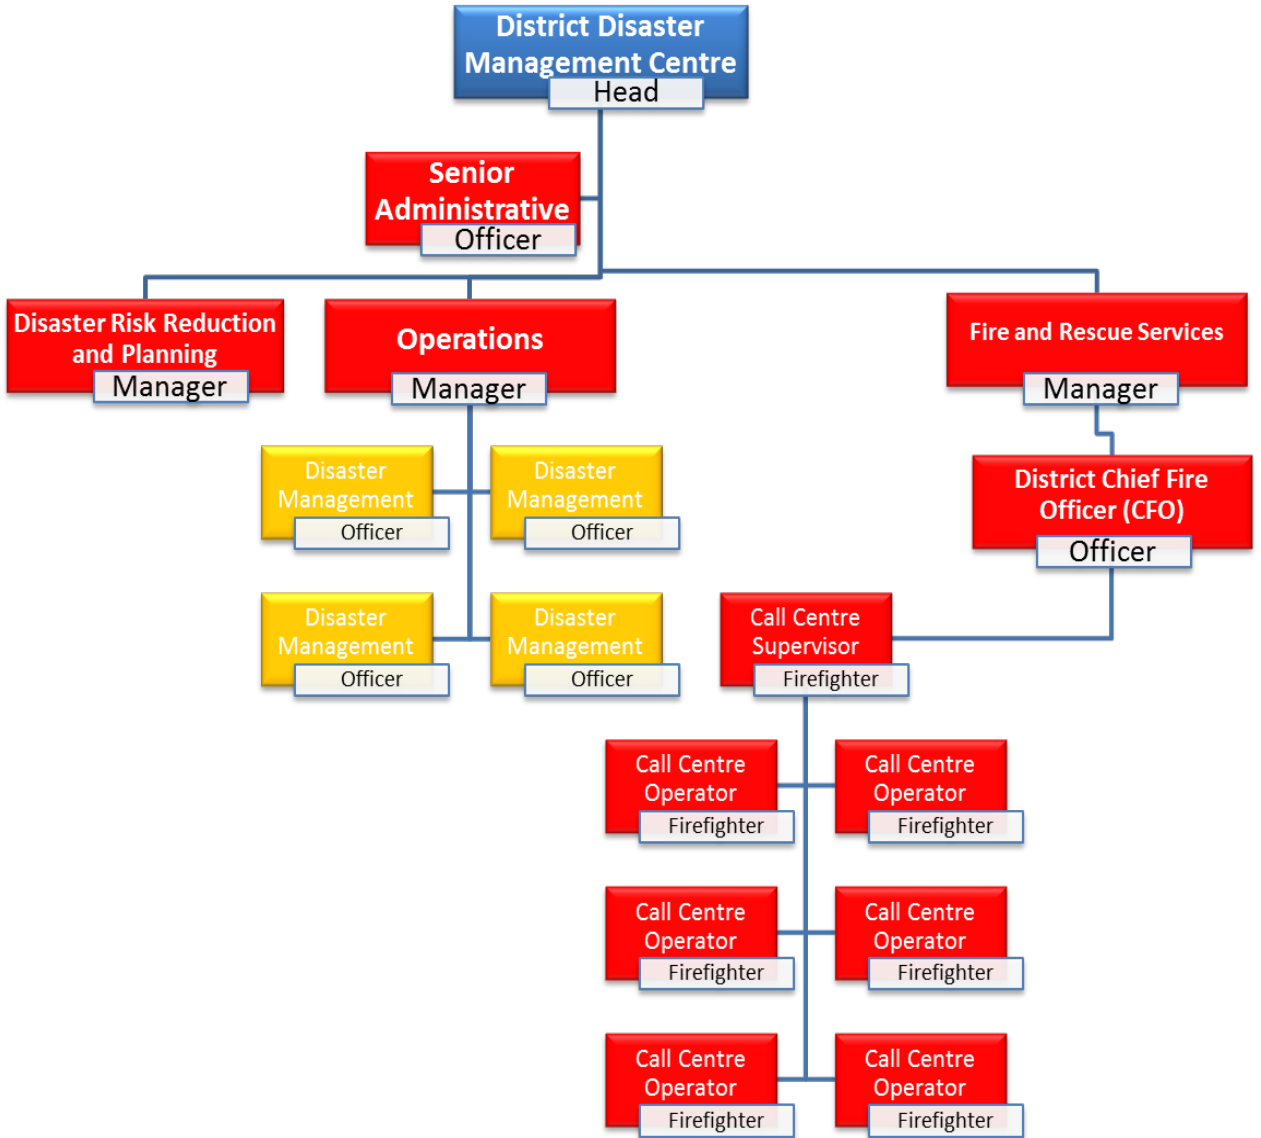 District Disaster
Management Centre
Head
Senior
Administrative
Officer
Disaster Risk Reduction
and Planning
Manager
Operations
Manager
Fire and Rescue Services
Manager
Disaster
Management
Officer
Disaster
Management
Officer
District Chief Fire
Officer (CFO)
Officer
Disaster
Management
Officer
Disaster
Management
Officer
Call Centre
Supervisor
Firefighter
Call Centre
Operator
Firefighter
Call Centre
Operator
Firefighter
Call Centre
Operator
Firefighter
Call Centre
Operator
Firefighter
Call Centre
Operator
Firefighter
Call Centre
Operator
Firefighter